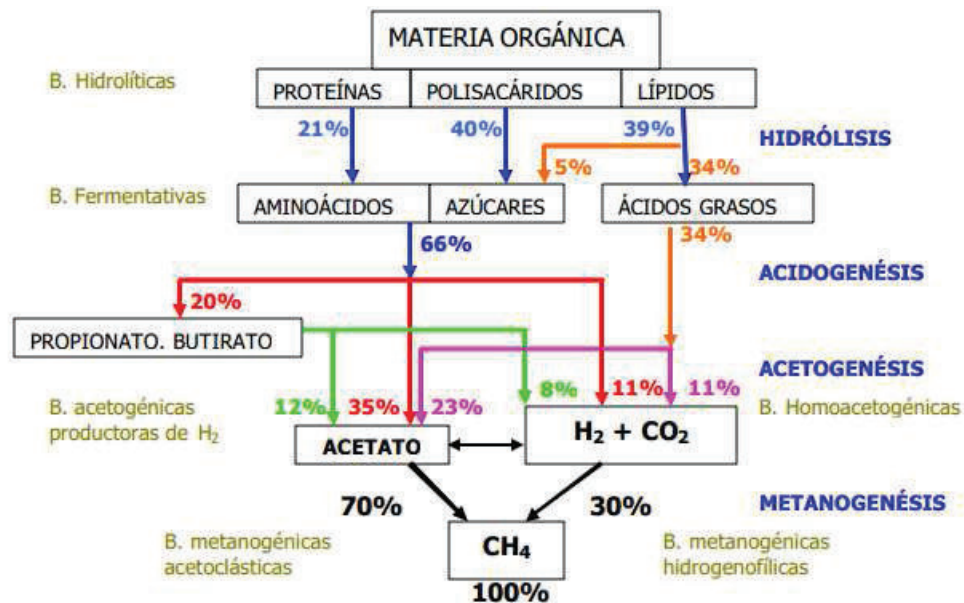 MATERIA ORGÁNICA
B. Hidrolíticas
PROTEÍNAS
POLISACÁRIDOS
LÍPIDOS
21%
40%
39%
HIDRÓLISIS
5%
34%
B. Fermentativas
AMINOÁCIDOS
AZÚCARES
ÁCIDOS GRASOS
66%
34%
ACIDOGENÉSIS
20%
PROPIONATO. BUTIRATO
ACETOGENÉSIS
B. acetogénicas
productoras de H₂
12%
35%
23%
8%
11%
11%
B. Homoacetogénicas
ACETATO
H₂ + CO₂
70%
30%
METANOGENÉSIS
B. metanogénicas
acetoclásticas
CH₄
B. metanogénicas
hidrogenofílicas
100%